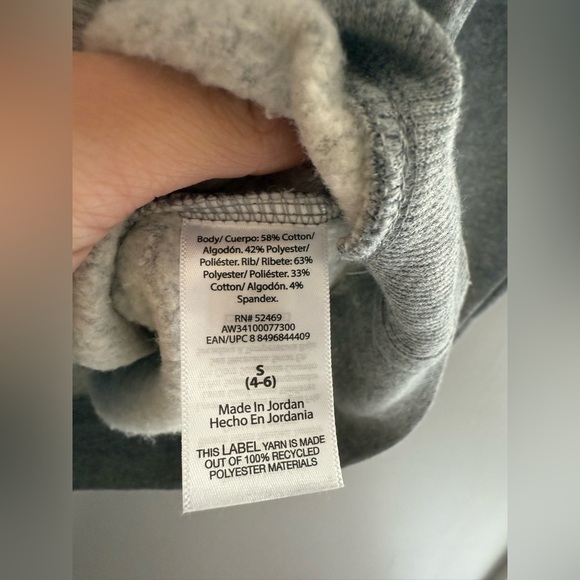 Body/ Cuerpo: 58% Cotton/
Algodón. 42% Polyester/
Poliéster. Rib/ Ribete: 63%
Polyester/ Poliéster. 33%
Cotton/ Algodón. 4%
Spandex.
RN# 52469
AW34100077300
EAN/UPC 8 8496844409
S
(4-6)
Made In Jordan
Hecho En Jordania
THIS LABEL YARN IS MADE
OUT OF 100% RECYCLED
POLYESTER MATERIALS